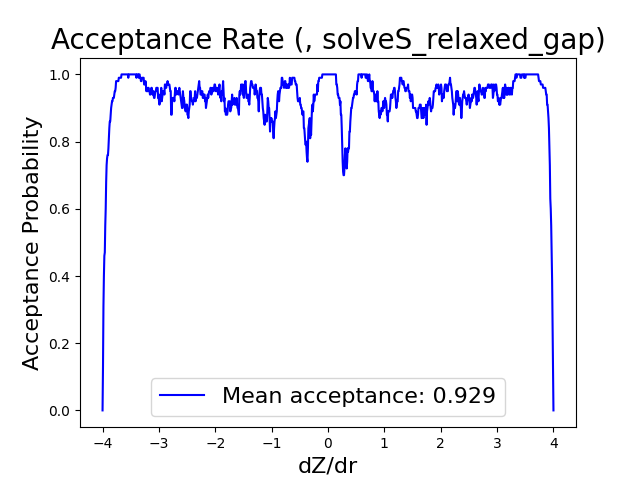 Acceptance Rate (, solveS_relaxed_gap)
Acceptance Probability
1.0
0.8
0.6
0.4
0.2
0.0
Mean acceptance: 0.929
−4 −3 −2 −1 0 1 2 3 4
dZ/dr